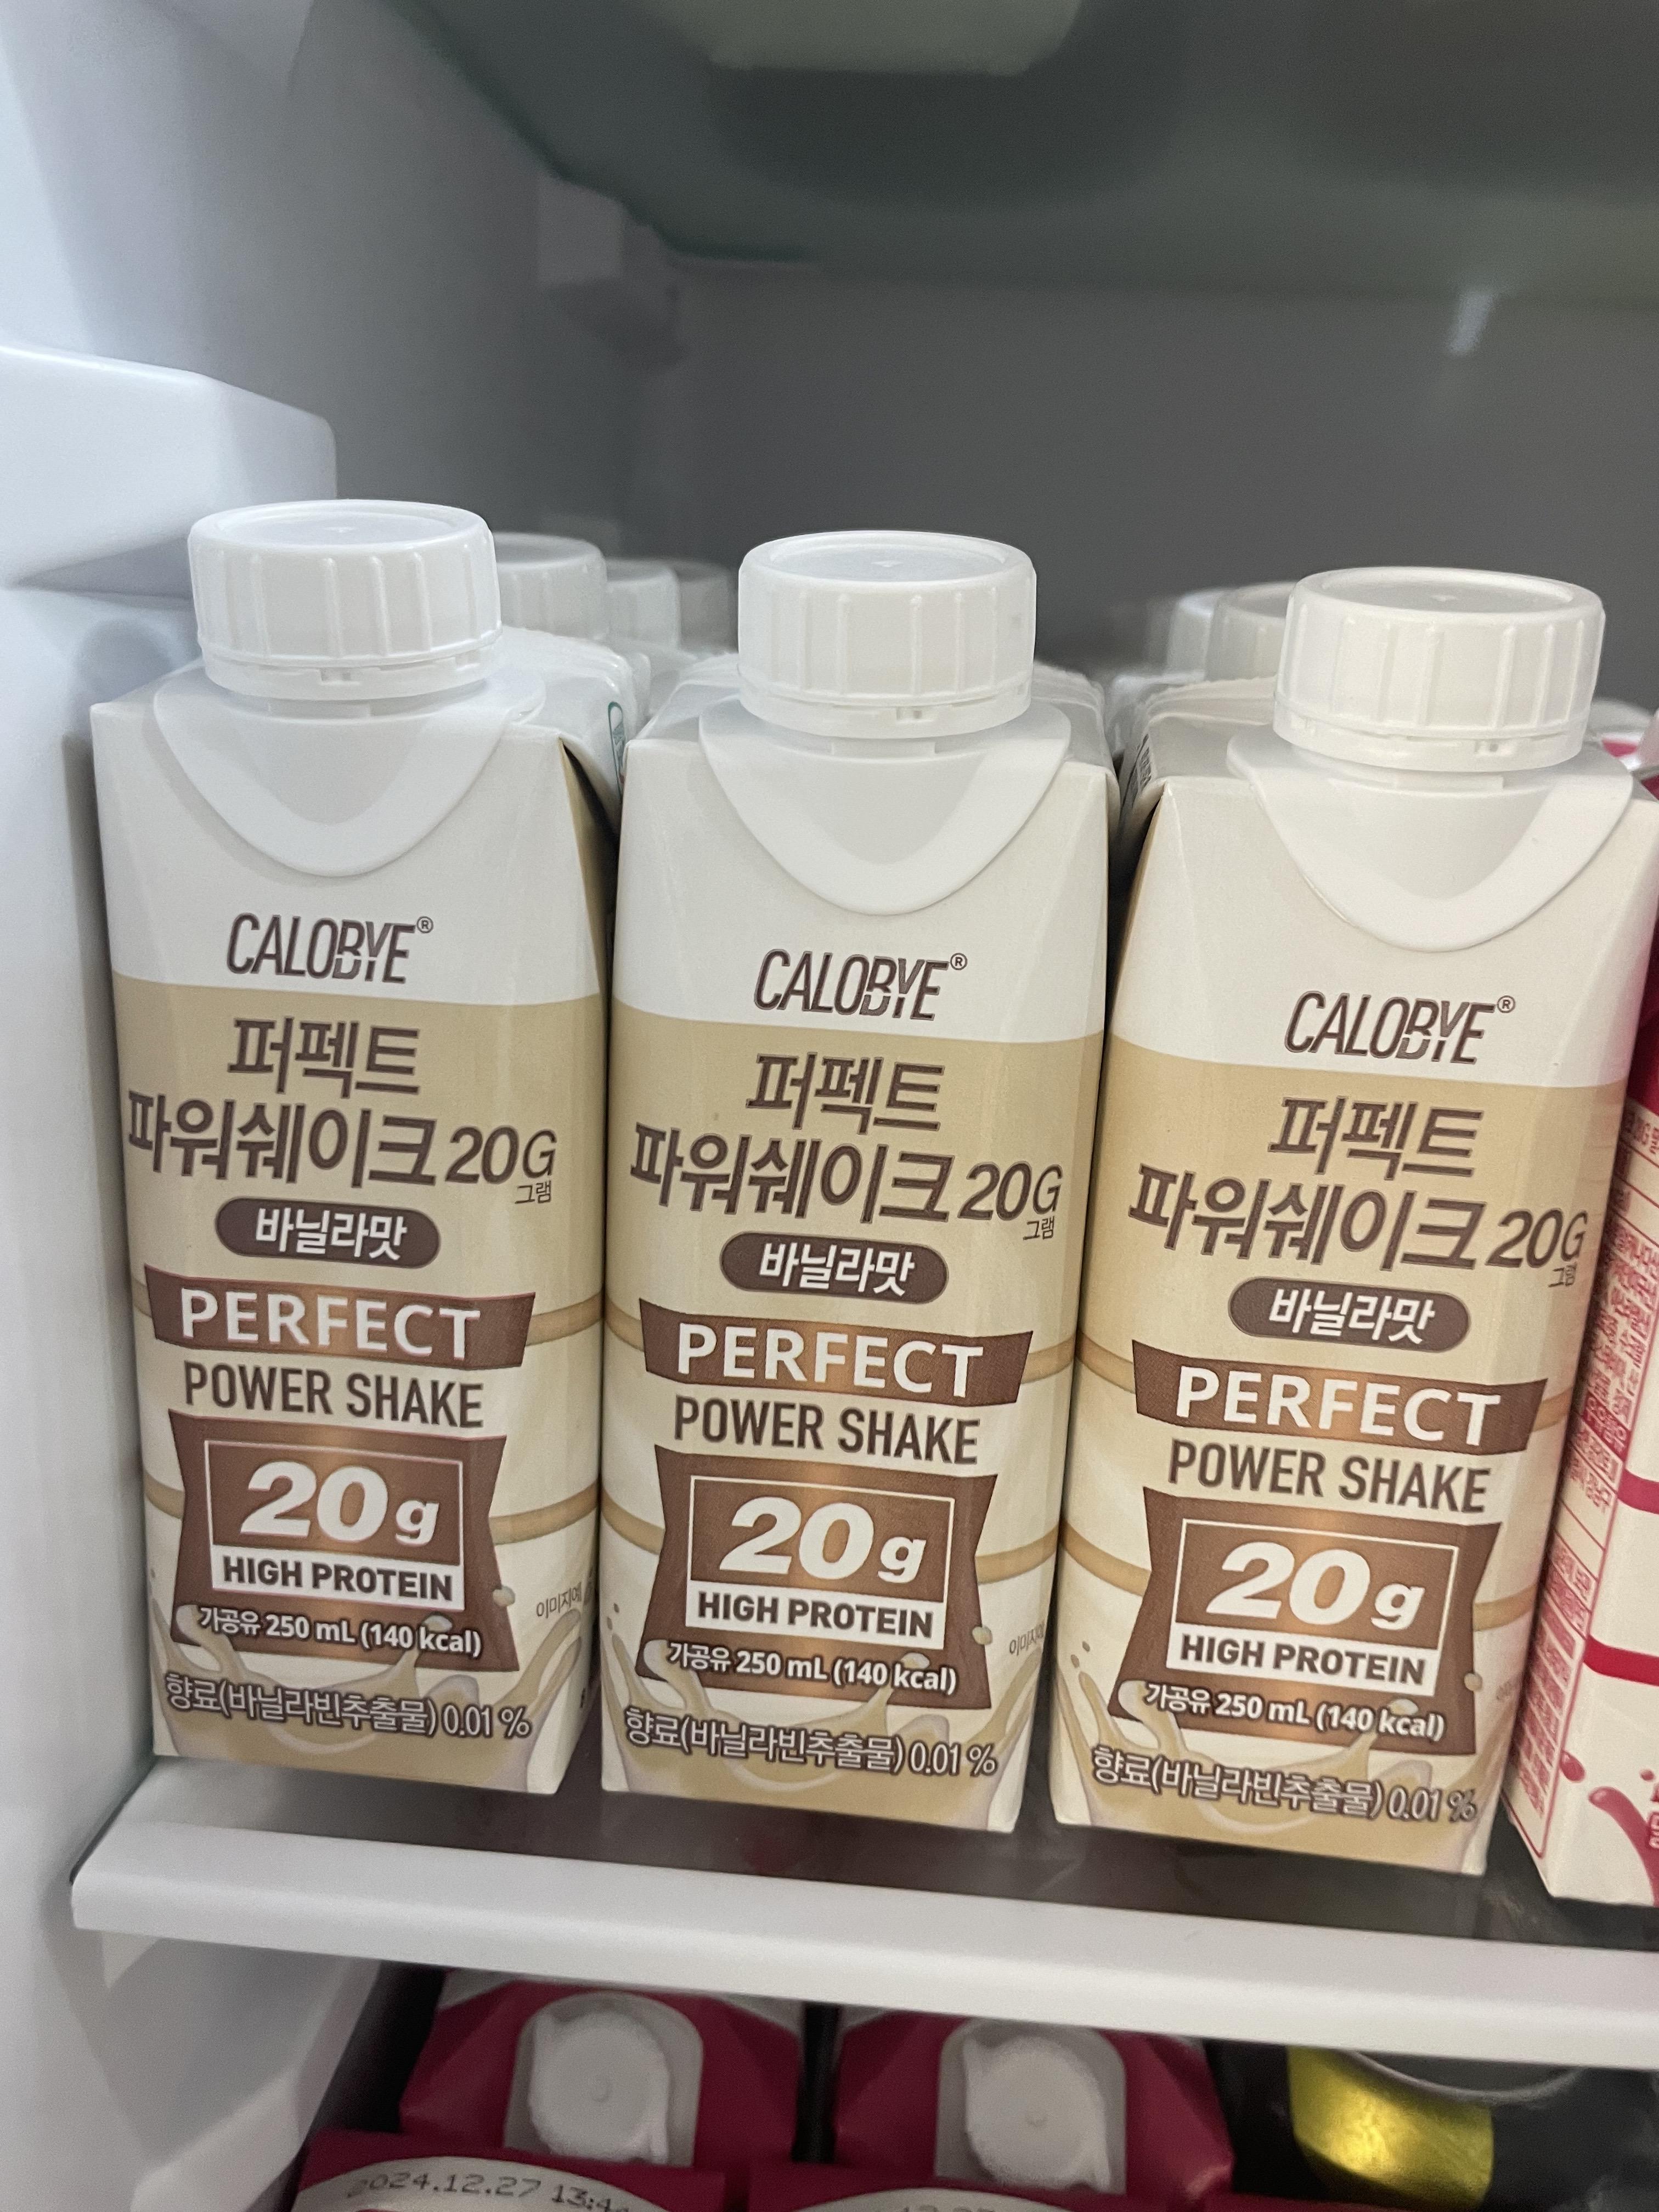 CALOBYE®
퍼펙트
파워쉐이크 20G
그램
바닐라맛
PERFECT
POWER SHAKE
20g
HIGH PROTEIN
가공유 250 mL (140 kcal)
향료(바닐라빈추출물) 0.01 %
이미지예
CALOBYE®
퍼펙트
파워쉐이크 20G
그램
바닐라맛
PERFECT
POWER SHAKE
20g
HIGH PROTEIN
가공유 250 mL (140 kcal)
향료(바닐라빈추출물) 0.01 %
CALOBYE®
퍼펙트
파워쉐이크 20G
그램
바닐라맛
PERFECT
POWER SHAKE
20g
HIGH PROTEIN
가공유 250 mL (140 kcal)
향료(바닐라빈추출물) 0.01 %
2024.12.27